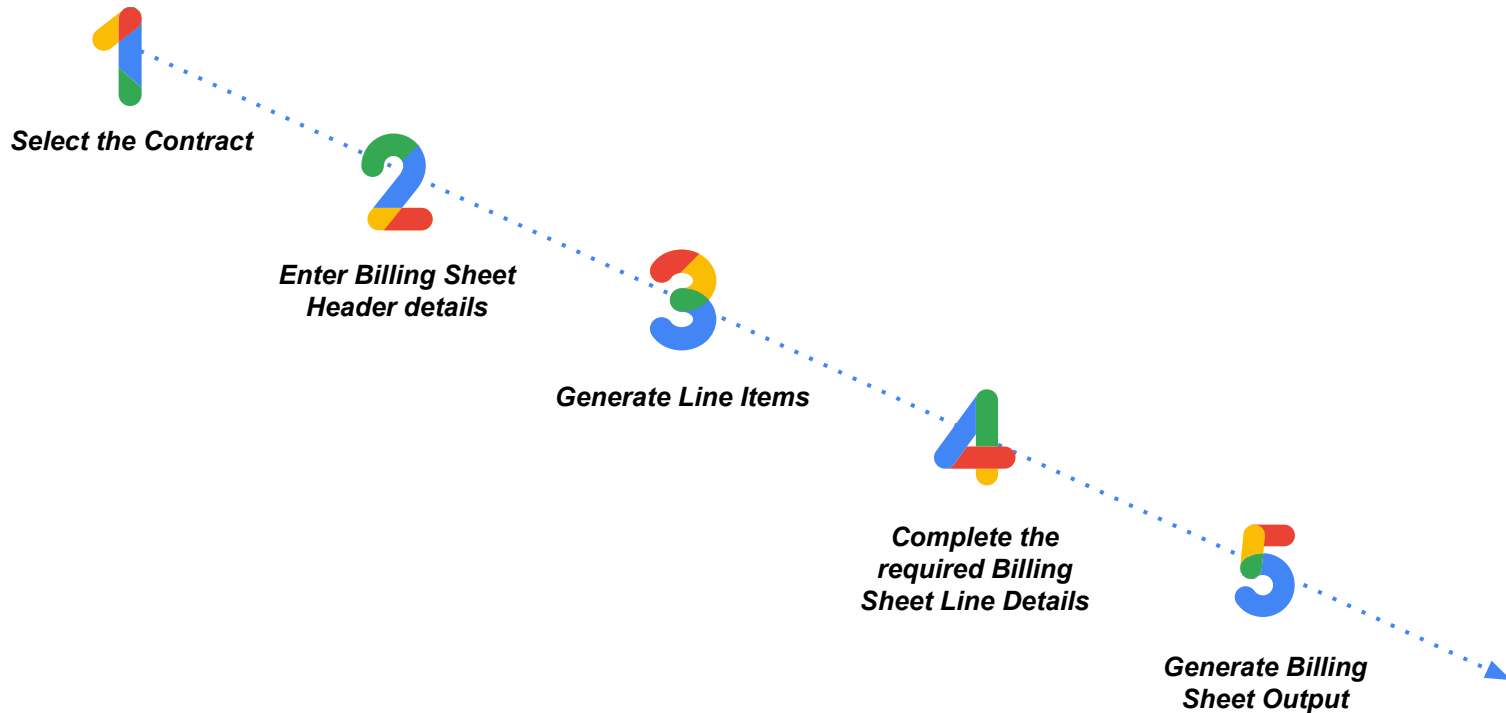 1
Select the Contract
2
Enter Billing Sheet
Header details
3
Generate Line Items
4
Complete the
required Billing
Sheet Line Details
5
Generate Billing
Sheet Output